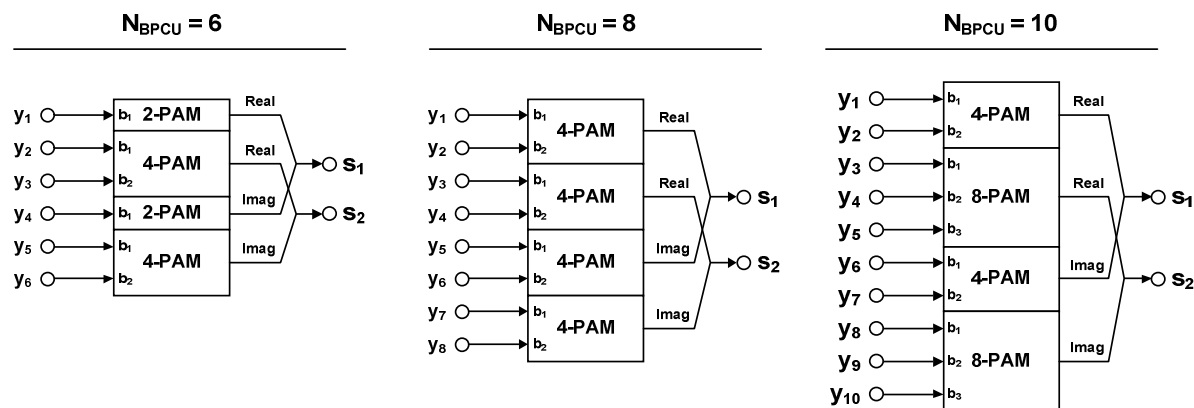 N_BPCU = 6
y₁ b₁ 2-PAM Real
y₂ b₁
4-PAM Real
y₃ b₂
y₄ b₁ 2-PAM Imag
y₅ b₁
4-PAM Imag
y₆ b₂
s₁
s₂
N_BPCU = 8
y₁ b₁
4-PAM Real
y₂ b₂
y₃ b₁
4-PAM Real
y₄ b₂
y₅ b₁
4-PAM Imag
y₆ b₂
y₇ b₁
4-PAM Imag
y₈ b₂
s₁
s₂
N_BPCU = 10
y₁ b₁
4-PAM Real
y₂ b₂
y₃ b₁
y₄ b₂ 8-PAM Real
y₅ b₃
y₆ b₁
4-PAM Imag
y₇ b₂
y₈ b₁
y₉ b₂ 8-PAM Imag
y₁₀ b₃
s₁
s₂